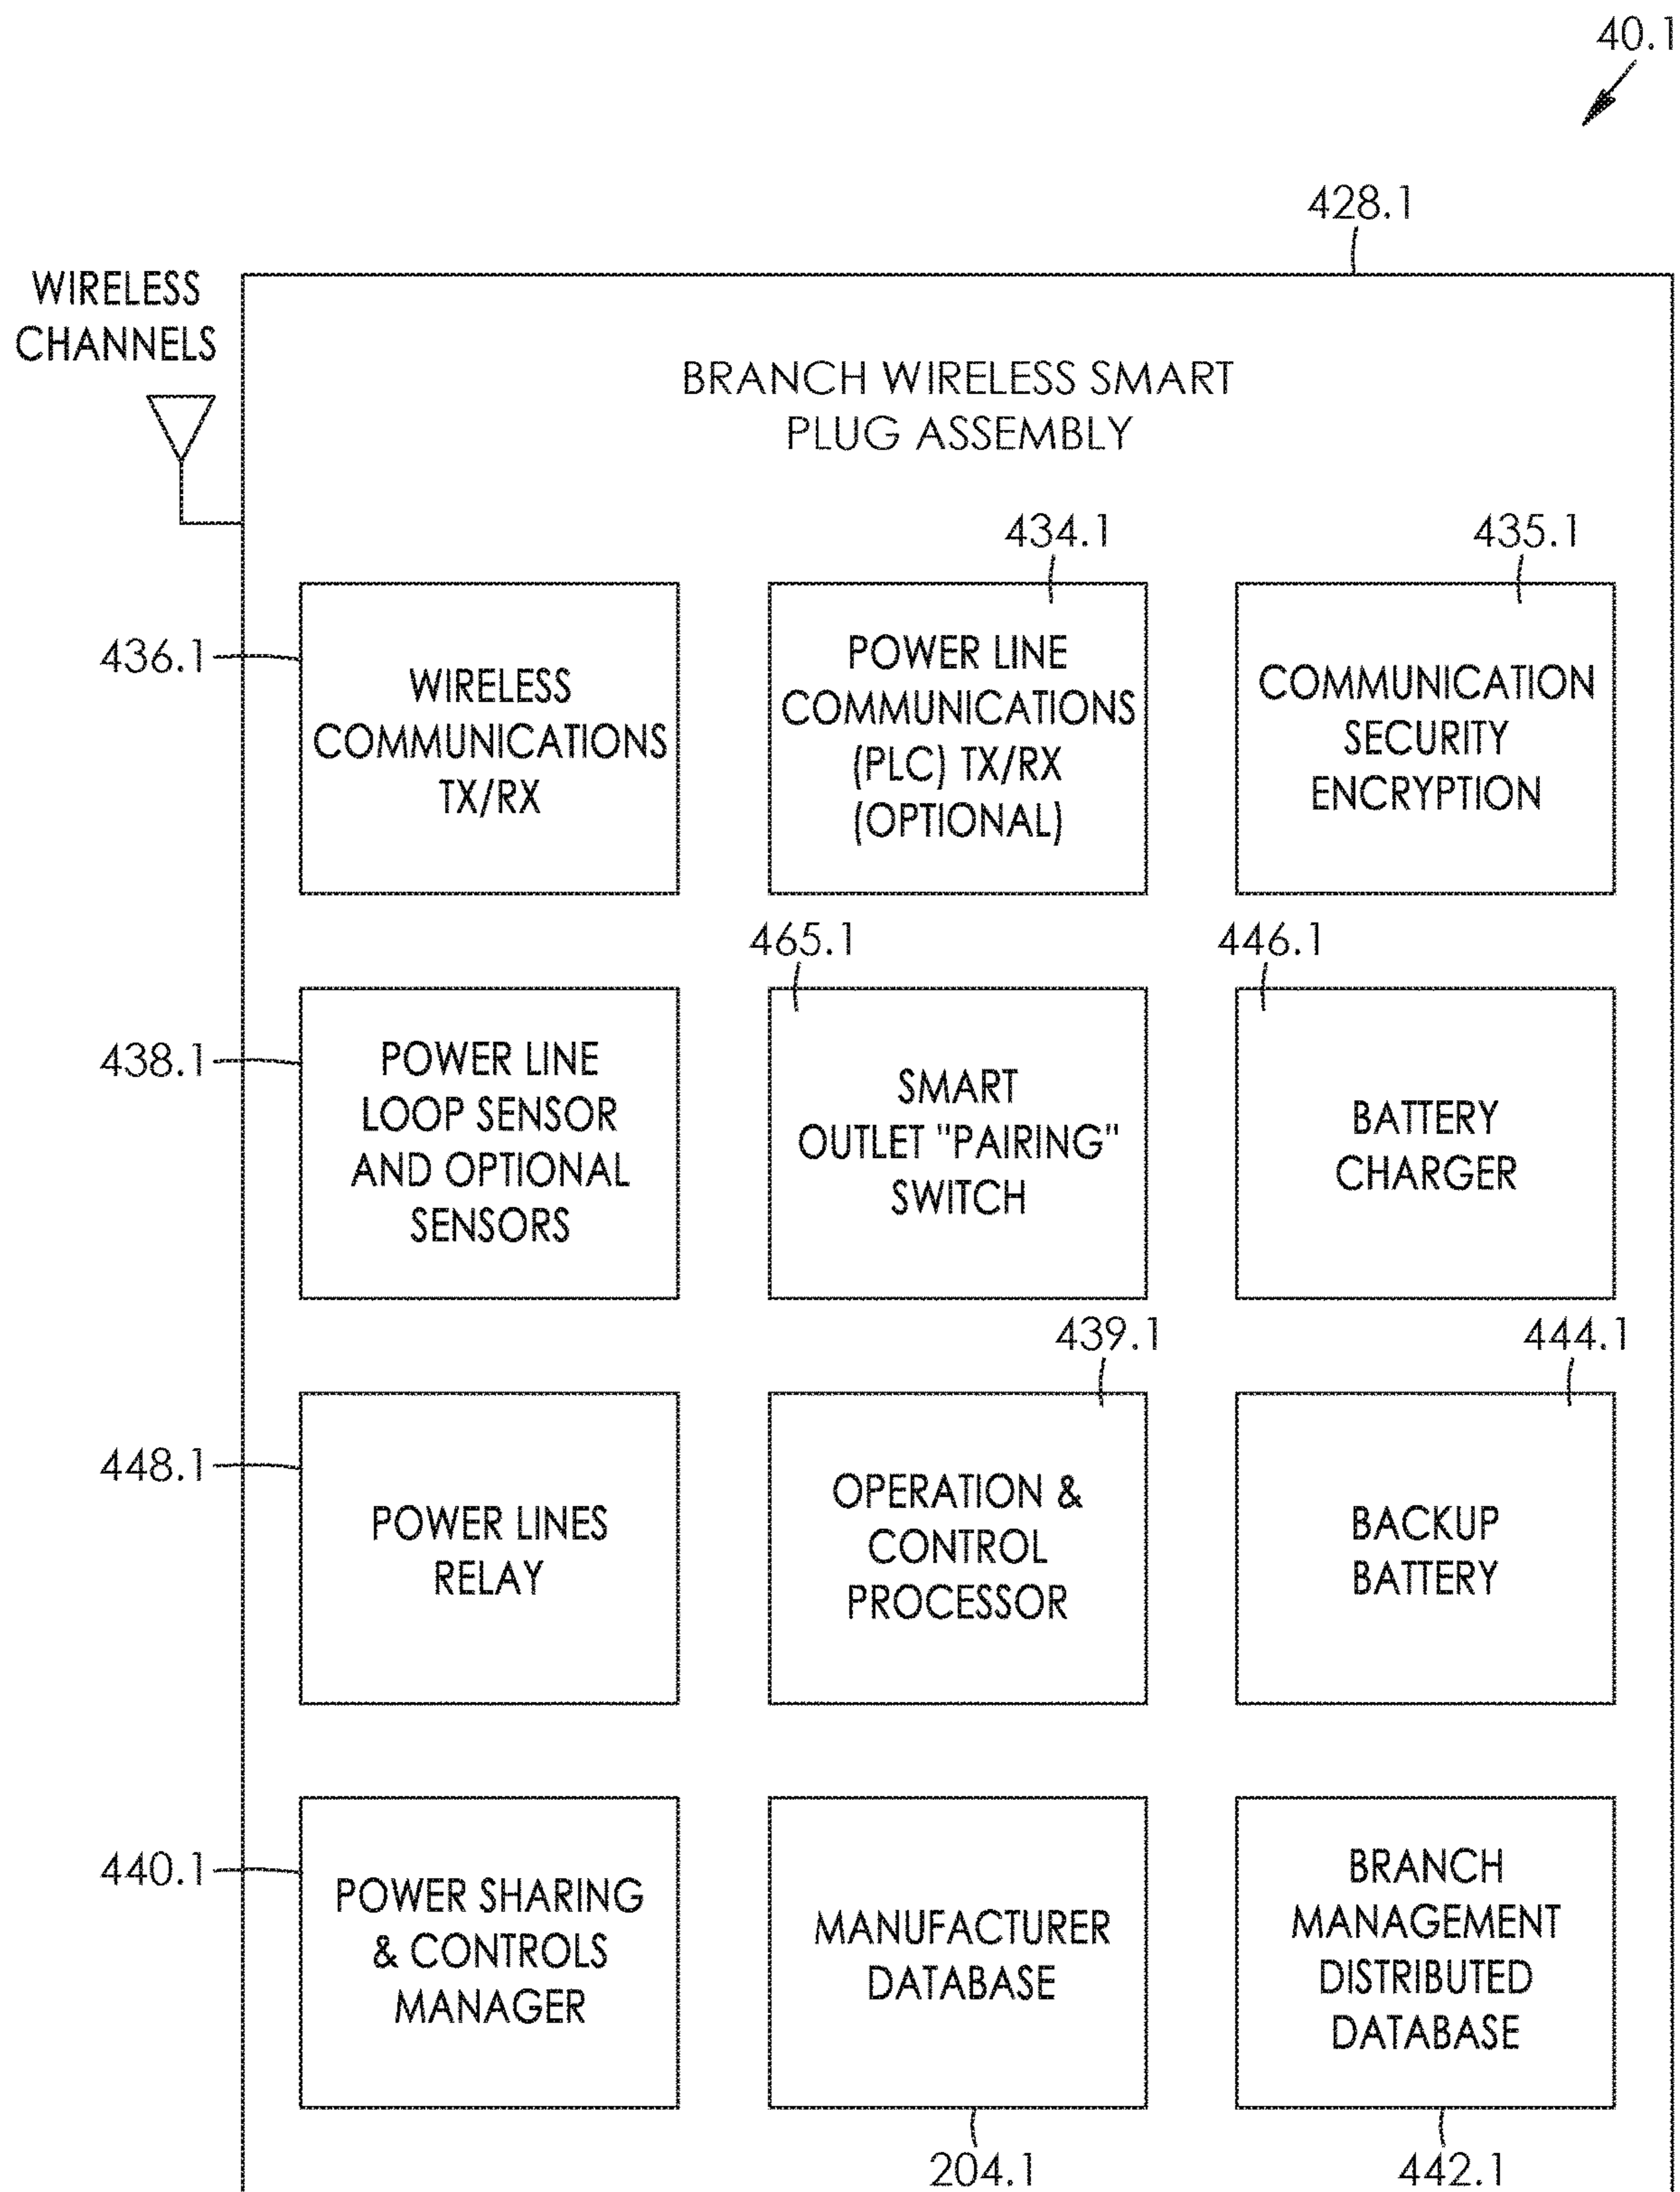 40.1
428.1
WIRELESS
CHANNELS
BRANCH WIRELESS SMART
PLUG ASSEMBLY
434.1
435.1
436.1
WIRELESS
COMMUNICATIONS
TX/RX
POWER LINE
COMMUNICATIONS
(PLC) TX/RX
(OPTIONAL)
COMMUNICATION
SECURITY
ENCRYPTION
465.1
446.1
438.1
POWER LINE
LOOP SENSOR
AND OPTIONAL
SENSORS
SMART
OUTLET "PAIRING"
SWITCH
BATTERY
CHARGER
439.1
444.1
448.1
POWER LINES
RELAY
OPERATION &
CONTROL
PROCESSOR
BACKUP
BATTERY
440.1
POWER SHARING
& CONTROLS
MANAGER
MANUFACTURER
DATABASE
BRANCH
MANAGEMENT
DISTRIBUTED
DATABASE
204.1
442.1